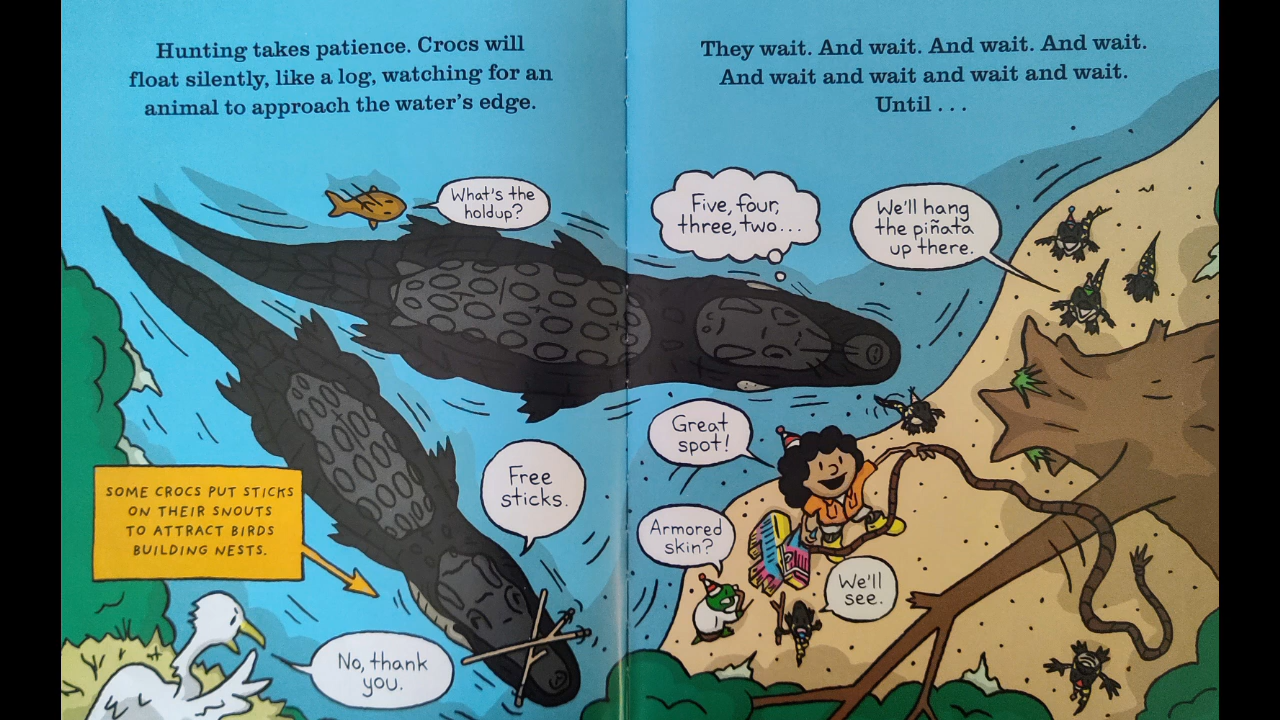 Hunting takes patience. Crocs will
float silently, like a log, watching for an
animal to approach the water's edge.
What's the
holdup?
Free
sticks.
SOME CROCS PUT STICKS
ON THEIR SNOUTS
TO ATTRACT BIRDS
BUILDING NESTS.
No, thank
you.
They wait. And wait. And wait. And wait.
And wait and wait and wait and wait.
Until . . .
Five, four,
three, two...
We'll hang
the piñata
up there.
Great
spot!
Armored
skin?
We'll
see.